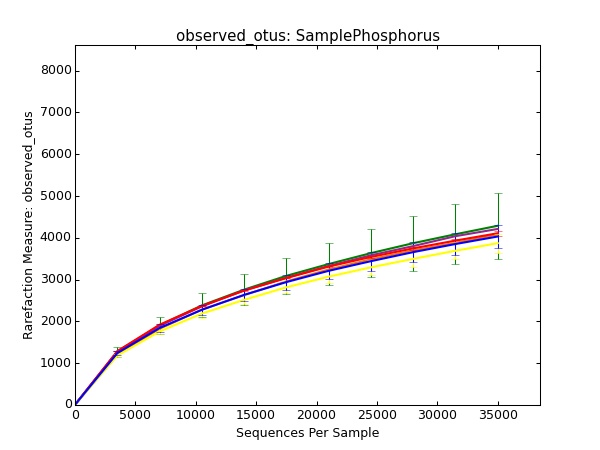 observed_otus: SamplePhosphorus
8000
7000
6000
5000
4000
3000
2000
1000
0
Rarefaction Measure: observed_otus
0 5000 10000 15000 20000 25000 30000 35000
Sequences Per Sample